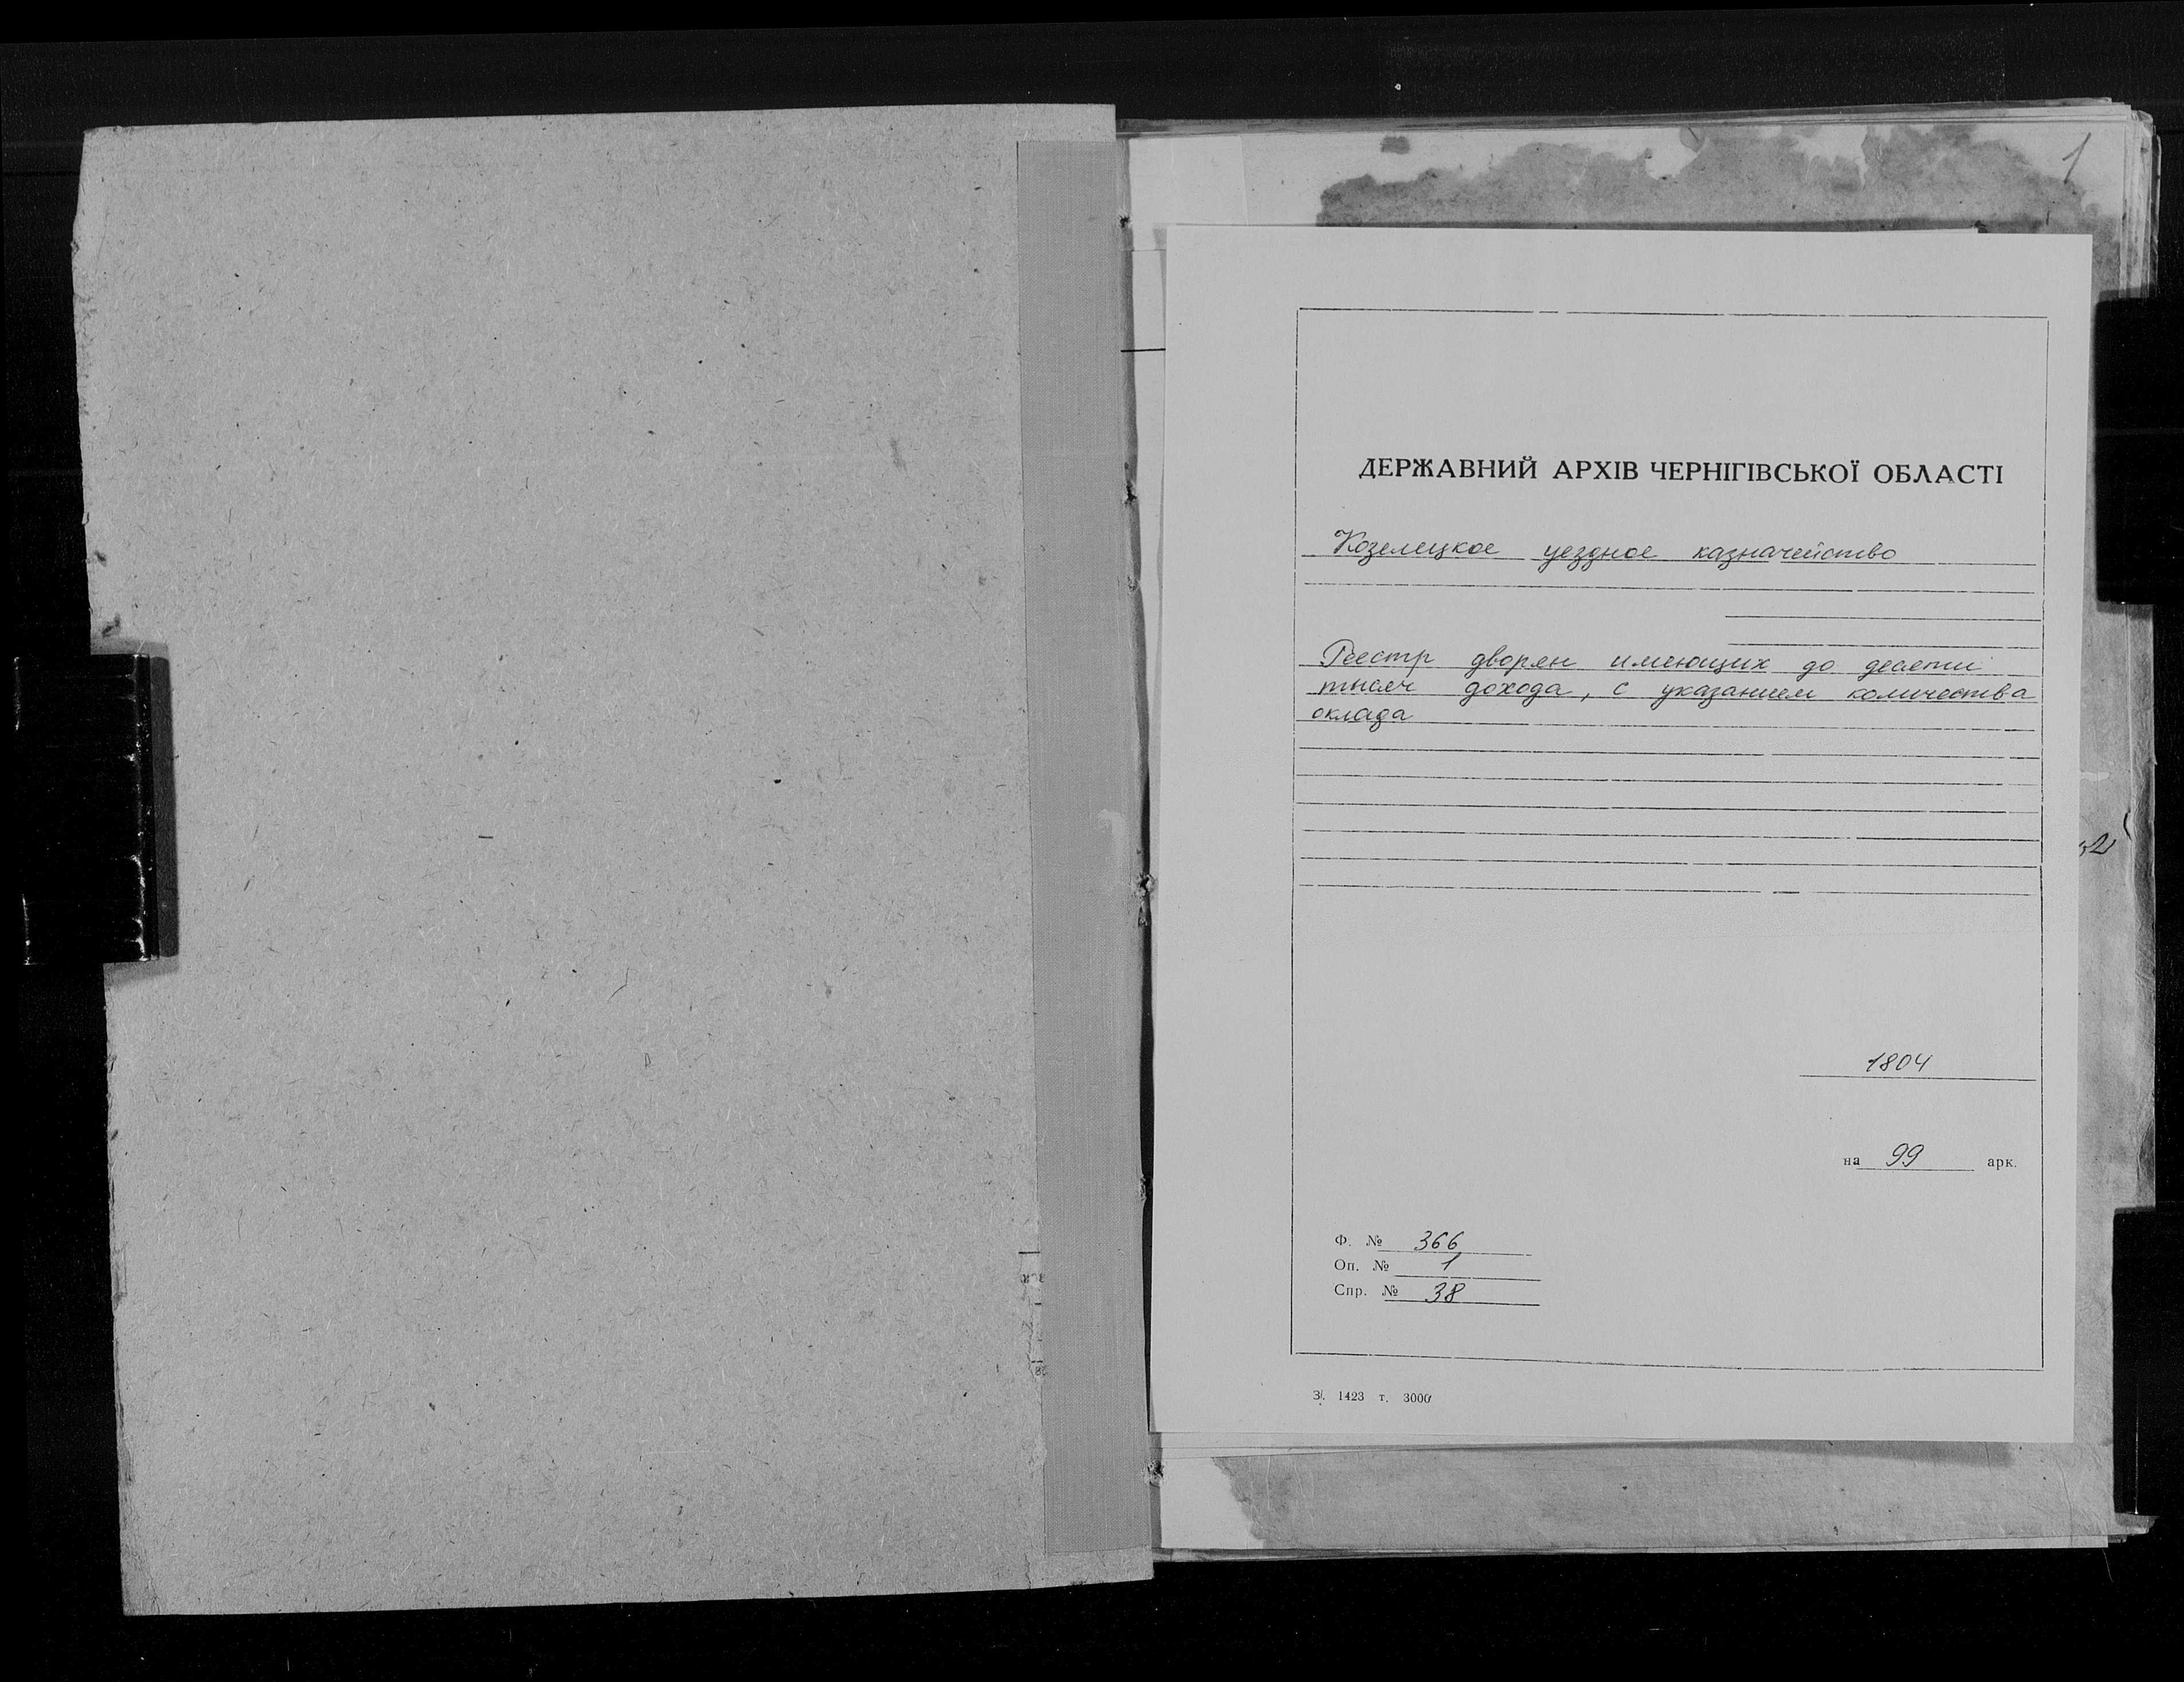 1
ДЕРЖАВНИЙ АРХІВ ЧЕРНІГІВСЬКОЇ ОБЛАСТІ
Козелецкое уездное казначейство
Реестр дворян имеющих до десяти
тысяч дохода, с указанием количества
оклада
1804
на 99 арк.
Ф. № 366
Оп. № 1
Спр. № 38
З. 1423 т. 3000